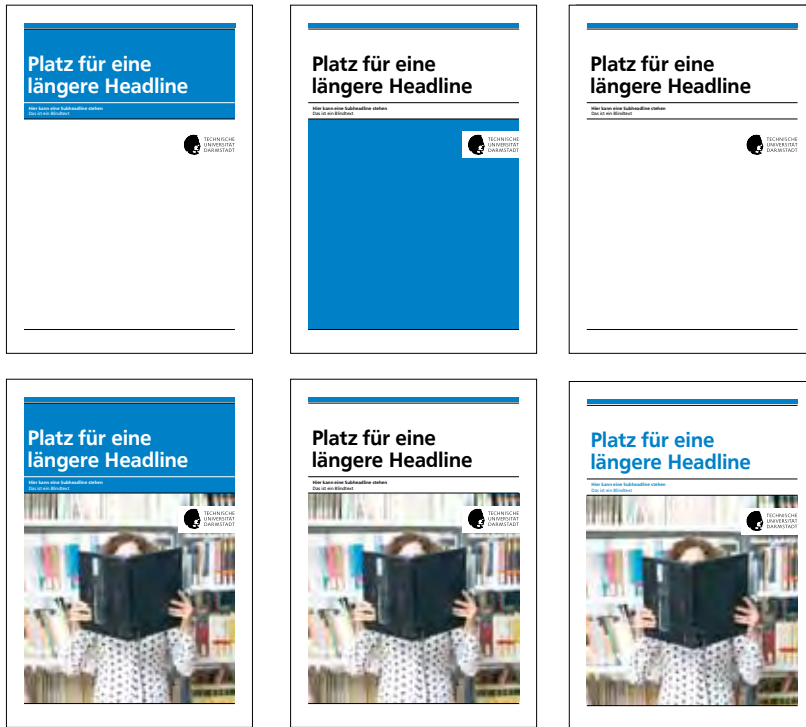 Platz für eine
längere Headline
Hier kann eine Subheadline stehen
Das ist ein Blindtext
TECHNISCHE
UNIVERSITÄT
DARMSTADT
Platz für eine
längere Headline
Hier kann eine Subheadline stehen
Das ist ein Blindtext
TECHNISCHE
UNIVERSITÄT
DARMSTADT
Platz für eine
längere Headline
Hier kann eine Subheadline stehen
Das ist ein Blindtext
TECHNISCHE
UNIVERSITÄT
DARMSTADT
Platz für eine
längere Headline
Hier kann eine Subheadline stehen
Das ist ein Blindtext
TECHNISCHE
UNIVERSITÄT
DARMSTADT
Platz für eine
längere Headline
Hier kann eine Subheadline stehen
Das ist ein Blindtext
TECHNISCHE
UNIVERSITÄT
DARMSTADT
Platz für eine
längere Headline
Hier kann eine Subheadline stehen
Das ist ein Blindtext
TECHNISCHE
UNIVERSITÄT
DARMSTADT